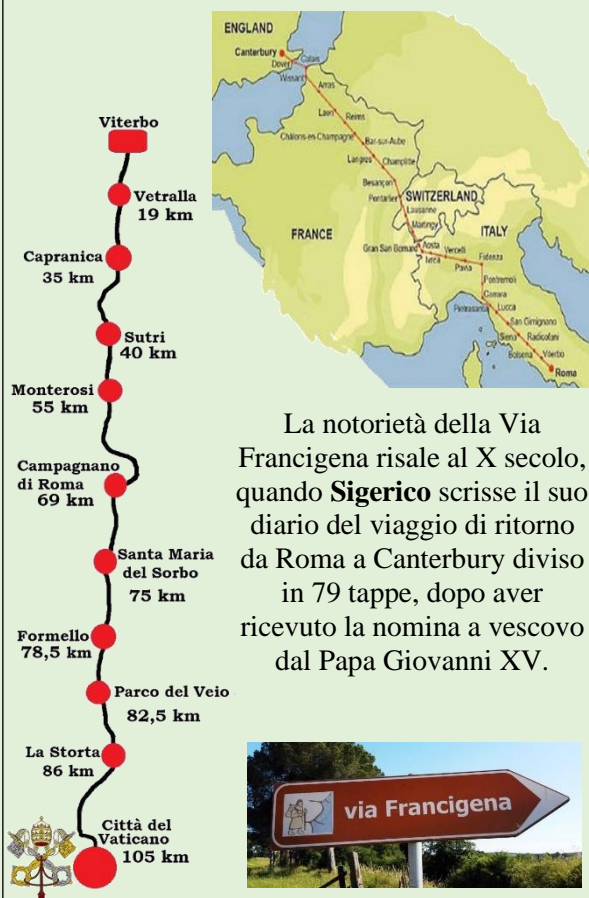 Viterbo
Vetralla
19 km
Capranica
35 km
Sutri
40 km
Monterosi
55 km
Campagnano
di Roma
69 km
Santa Maria
del Sorbo
75 km
Formello
78,5 km
Parco del Veio
82,5 km
La Storta
86 km
Città del
Vaticano
105 km
ENGLAND
Canterbury
Dover
Calais
Wissant
Arras
Laon
Reims
Châlons-en-Champagne
Bar-sur-Aube
Langres
Champlitte
Besançon
Pontarlier
SWITZERLAND
Lausanne
Martingy
FRANCE
ITALY
Gran San Bernard
Aosta
Ivrea
Vercelli
Pavia
Fidenza
Pontremoli
Carrara
Pietrasanta
Lucca
San Gimignano
Siena
Radicofani
Bolsena
Viterbo
Roma
La notorietà della Via
Francigena risale al X secolo,
quando Sigerico scrisse il suo
diario del viaggio di ritorno
da Roma a Canterbury diviso
in 79 tappe, dopo aver
ricevuto la nomina a vescovo
dal Papa Giovanni XV.
via Francigena